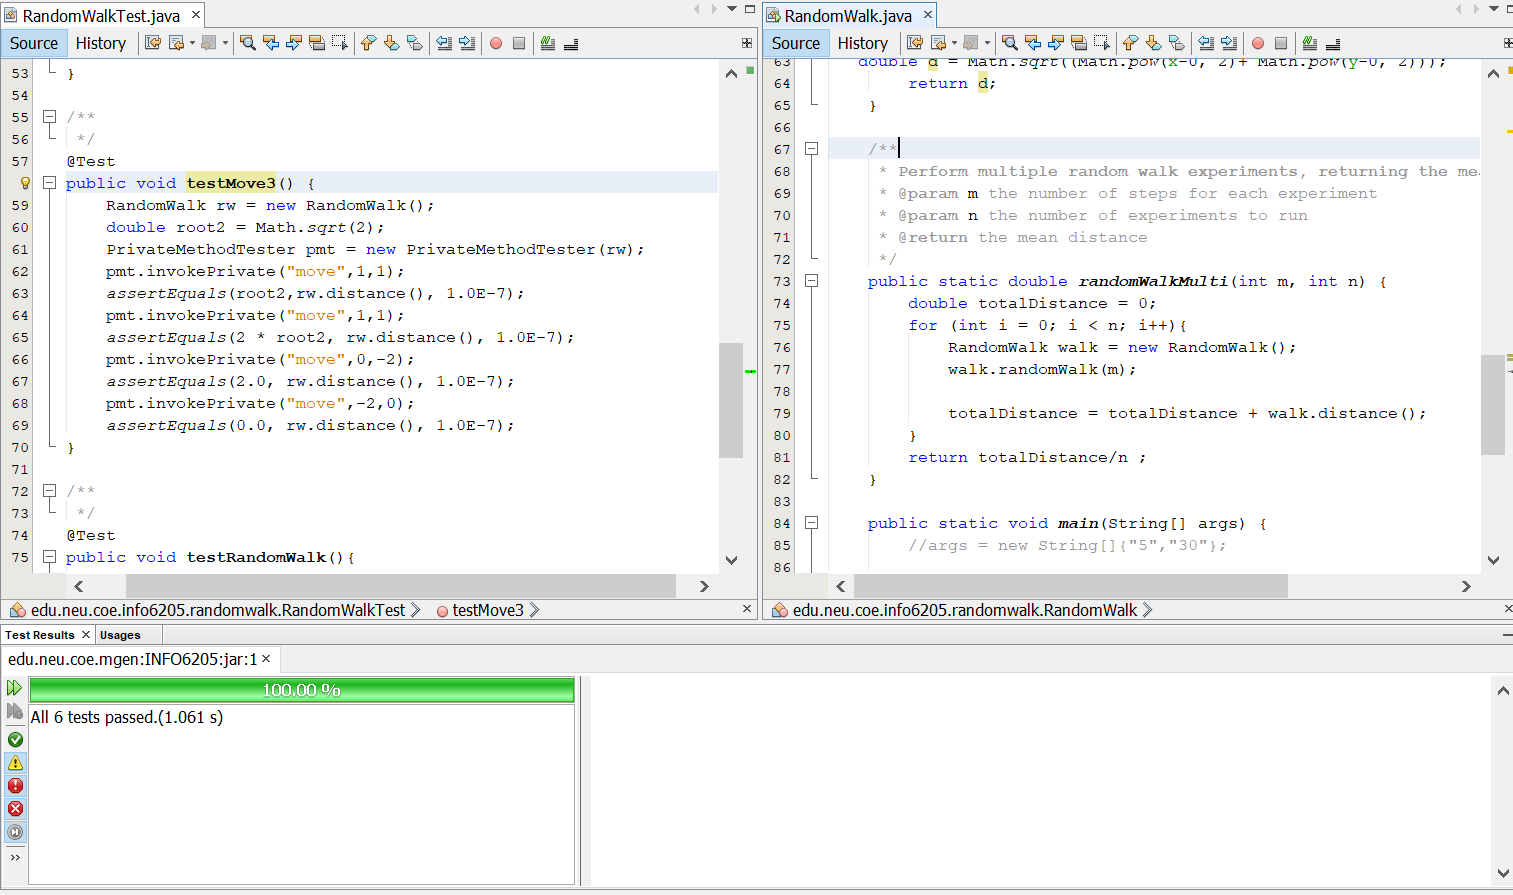 RandomWalkTest.java
Source History
53 }
54
55 /**
56 */
57 @Test
public void testMove3() {
59 RandomWalk rw = new RandomWalk();
60 double root2 = Math.sqrt(2);
61 PrivateMethodTester pmt = new PrivateMethodTester(rw);
62 pmt.invokePrivate("move",1,1);
63 assertEquals(root2,rw.distance(), 1.0E-7);
64 pmt.invokePrivate("move",1,1);
65 assertEquals(2 * root2, rw.distance(), 1.0E-7);
66 pmt.invokePrivate("move",0,-2);
67 assertEquals(2.0, rw.distance(), 1.0E-7);
68 pmt.invokePrivate("move",-2,0);
69 assertEquals(0.0, rw.distance(), 1.0E-7);
70 }
71
72 /**
73 */
74 @Test
75 public void testRandomWalk(){
edu.neu.coe.info6205.randomwalk.RandomWalkTest testMove3
RandomWalk.java
Source History
63 double d = Math.sqrt((Math.pow(x-0, 2)+ Math.pow(y-0, 2)));
64 return d;
65 }
66
67 /**
68 * Perform multiple random walk experiments, returning the mea
69 * @param m the number of steps for each experiment
70 * @param n the number of experiments to run
71 * @return the mean distance
72 */
73 public static double randomWalkMulti(int m, int n) {
74 double totalDistance = 0;
75 for (int i = 0; i < n; i++){
76 RandomWalk walk = new RandomWalk();
77 walk.randomWalk(m);
78
79 totalDistance = totalDistance + walk.distance();
80 }
81 return totalDistance/n ;
82 }
83
84 public static void main(String[] args) {
85 //args = new String[]{"5","30"};
86
edu.neu.coe.info6205.randomwalk.RandomWalk
Test Results Usages
edu.neu.coe.mgen:INFO6205:jar:1
100.00 %
All 6 tests passed.(1.061 s)